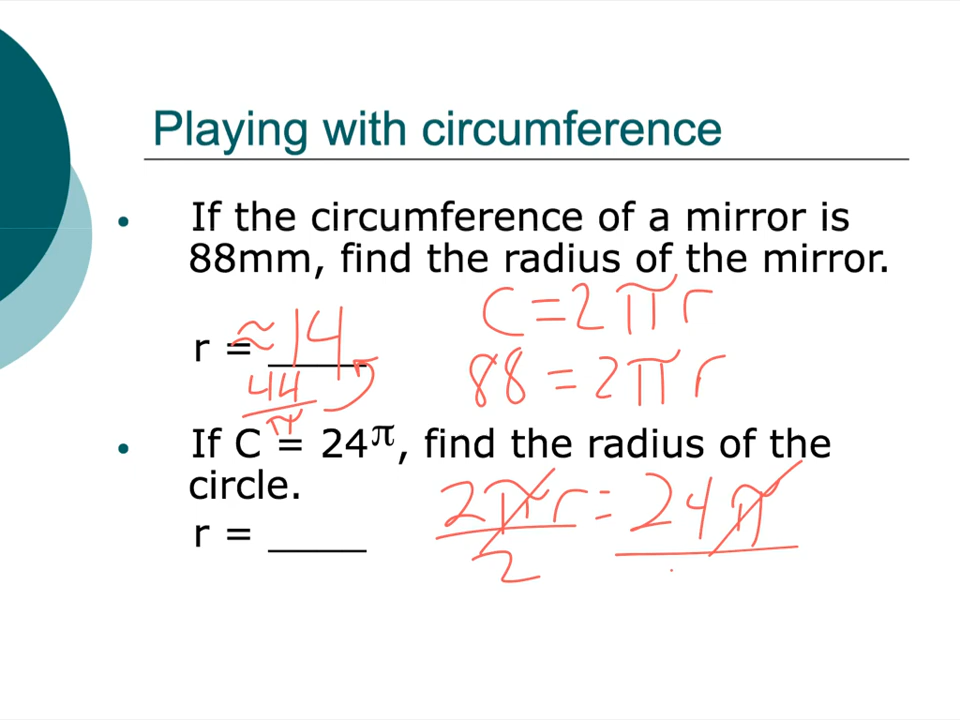 Playing with circumference
• If the circumference of a mirror is
88mm, find the radius of the mirror.
C = 2πr
r = ≈ 14
88 = 2πr
44
π
• If C = 24π, find the radius of the
circle.
2πr = 24π
r = ____
2